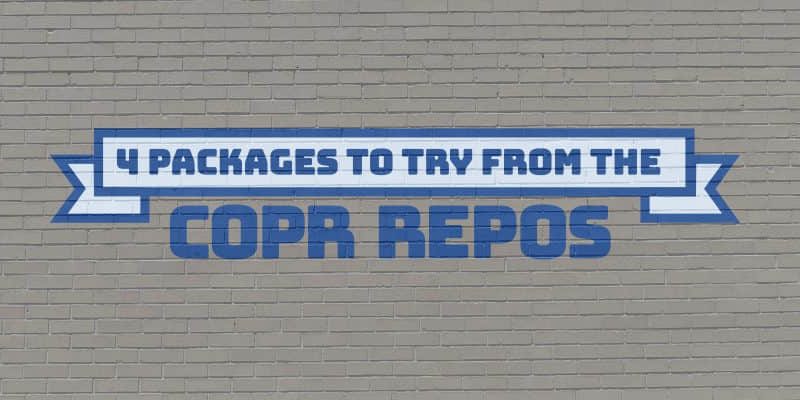 4 PACKAGES TO TRY FROM THE
COPR REPOS